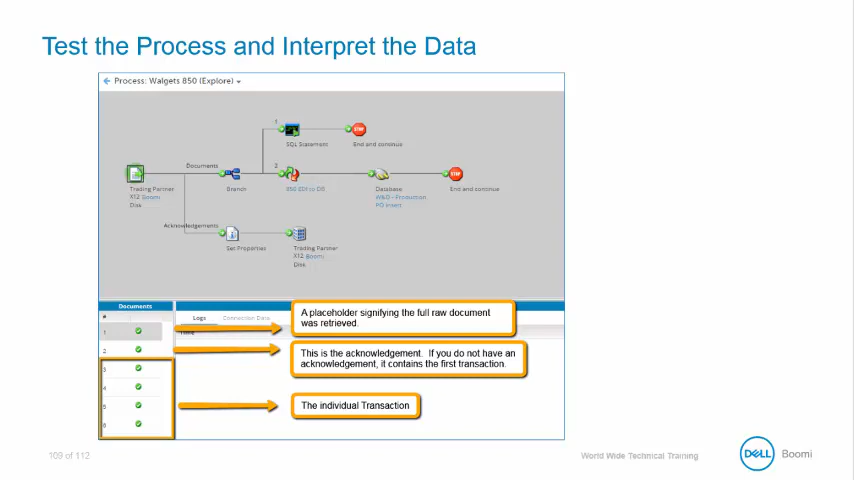 Test the Process and Interpret the Data
Process: Walgets 850 (Explore)
1
SQL Statement
End and continue
Documents
2
Trading Partner
X12 Boomi
Disk
Branch
850 EDI to DB
Database
W&D - Production
PO Insert
End and continue
Acknowledgements
Set Properties
Trading Partner
X12 Boomi
Disk
Documents
#
Logs
Connection Data
A placeholder signifying the full raw document
was retrieved.
1
2
This is the acknowledgement. If you do not have an
acknowledgement, it contains the first transaction.
3
4
5
The individual Transaction
6
109 of 112
World Wide Technical Training
DELL
Boomi